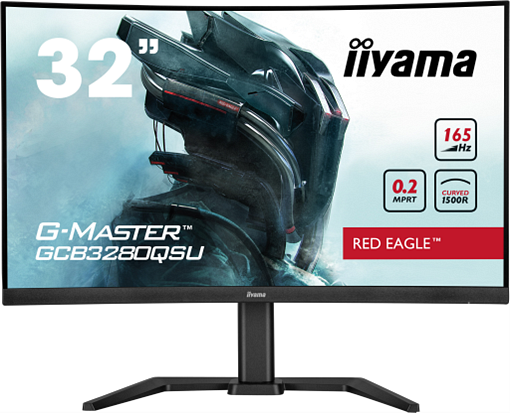 32”
iiyama
165
Hz
0.2
MPRT
CURVED
1500R
G-MASTER™
GCB3280QSU
RED EAGLE™
iiyama